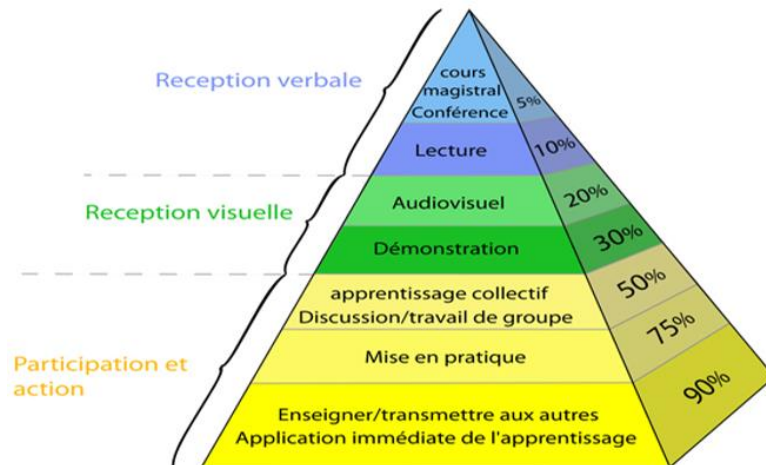 Reception verbale
cours
magistral
Conférence
5%
Lecture
10%
Reception visuelle
Audiovisuel
20%
Démonstration
30%
Participation et
action
apprentissage collectif
Discussion/travail de groupe
50%
Mise en pratique
75%
Enseigner/transmettre aux autres
Application immédiate de l'apprentissage
90%